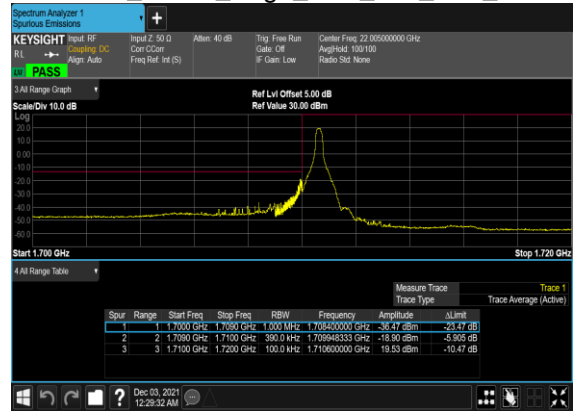 Spectrum Analyzer 1
Spurious Emissions
KEYSIGHT Input: RF Input Z: 50 Ω Atten: 40 dB Trig: Free Run Center Freq: 22.005000000 GHz
RL Coupling: DC Corr CCorr Gate: Off Avg|Hold: 100/100
Align: Auto Freq Ref: Int (S) IF Gain: Low Radio Std: None
PASS
3 All Range Graph Ref Lvl Offset 5.00 dB
Scale/Div 10.0 dB Ref Value 30.00 dBm
Log
20.0
10.0
0.00
-10.0
-20.0
-30.0
-40.0
-50.0
-60.0
Start 1.700 GHz Stop 1.720 GHz
4 All Range Table
Measure Trace Trace 1
Trace Type Trace Average (Active)
Spur Range Start Freq Stop Freq RBW Frequency Amplitude ΔLimit
1 1 1.7000 GHz 1.7090 GHz 1.000 MHz 1.708400000 GHz -36.47 dBm -23.47 dB
2 2 1.7090 GHz 1.7100 GHz 390.0 kHz 1.709948333 GHz -18.90 dBm -5.905 dB
3 3 1.7100 GHz 1.7200 GHz 100.0 kHz 1.710600000 GHz 19.53 dBm -10.47 dB
? Dec 03, 2021
12:29:32 AM